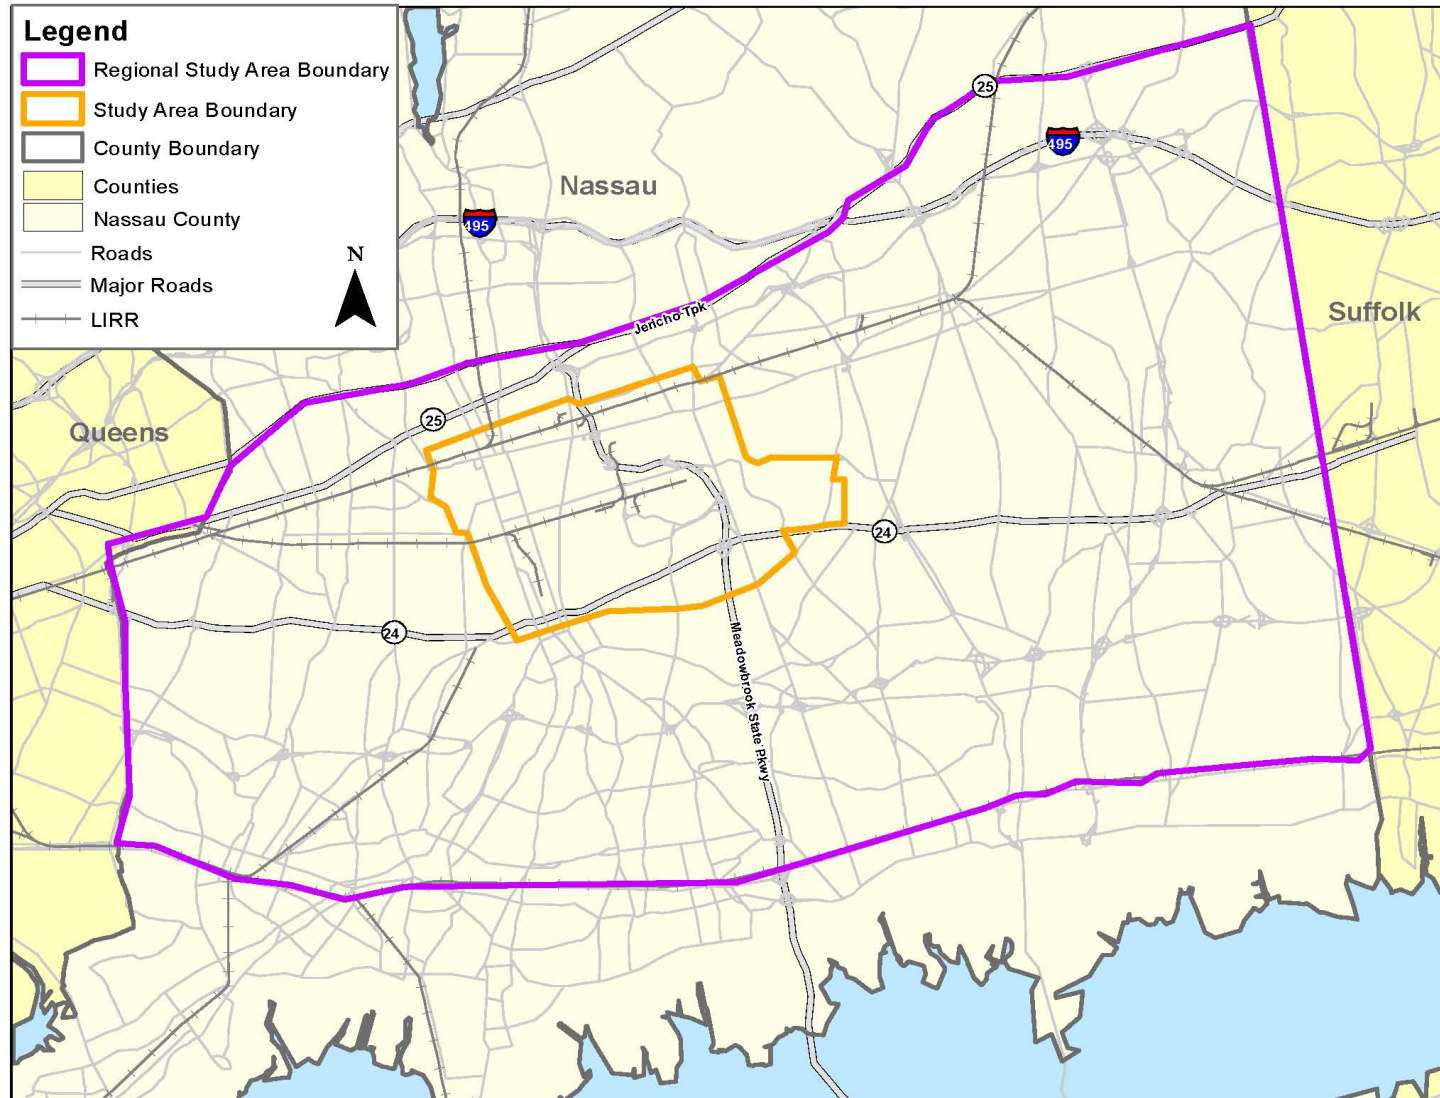 Legend
Regional Study Area Boundary
Study Area Boundary
County Boundary
Counties
Nassau County
Roads
Major Roads
LIRR
N
25
495
Nassau
495
Suffolk
Jericho Tpk
25
Queens
24
24
Meadowbrook State Pkwy